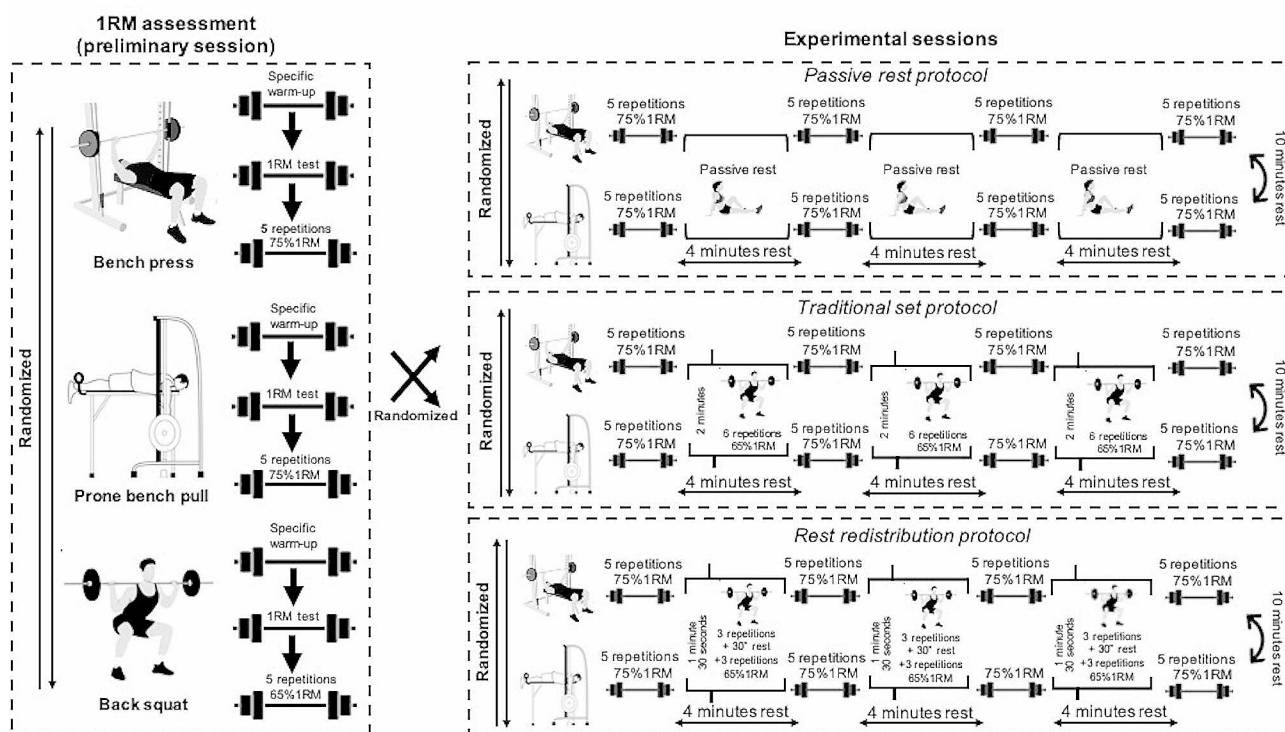 1RM assessment
(preliminary session)
Randomized
Specific
warm-up
1RM test
5 repetitions
75%1RM
Bench press
Specific
warm-up
1RM test
5 repetitions
75%1RM
Prone bench pull
Specific
warm-up
1RM test
5 repetitions
65%1RM
Back squat
Randomized
Experimental sessions
Passive rest protocol
Randomized
5 repetitions
75%1RM
5 repetitions
75%1RM
5 repetitions
75%1RM
5 repetitions
75%1RM
Passive rest
Passive rest
Passive rest
5 repetitions
75%1RM
5 repetitions
75%1RM
5 repetitions
75%1RM
5 repetitions
75%1RM
4 minutes rest
4 minutes rest
4 minutes rest
10 minutes rest
Traditional set protocol
Randomized
5 repetitions
75%1RM
5 repetitions
75%1RM
5 repetitions
75%1RM
5 repetitions
75%1RM
2 minutes
6 repetitions
65%1RM
2 minutes
6 repetitions
65%1RM
2 minutes
6 repetitions
65%1RM
5 repetitions
75%1RM
5 repetitions
75%1RM
75%1RM
5 repetitions
75%1RM
4 minutes rest
4 minutes rest
4 minutes rest
10 minutes rest
Rest redistribution protocol
Randomized
5 repetitions
75%1RM
5 repetitions
75%1RM
5 repetitions
75%1RM
5 repetitions
75%1RM
1 minute
30 seconds
3 repetitions
+ 30" rest
+3 repetitions
65%1RM
1 minute
30 seconds
3 repetitions
+ 30" rest
+3 repetitions
65%1RM
1 minute
30 seconds
3 repetitions
+ 30" rest
+3 repetitions
65%1RM
5 repetitions
75%1RM
5 repetitions
75%1RM
75%1RM
5 repetitions
75%1RM
4 minutes rest
4 minutes rest
4 minutes rest
10 minutes rest